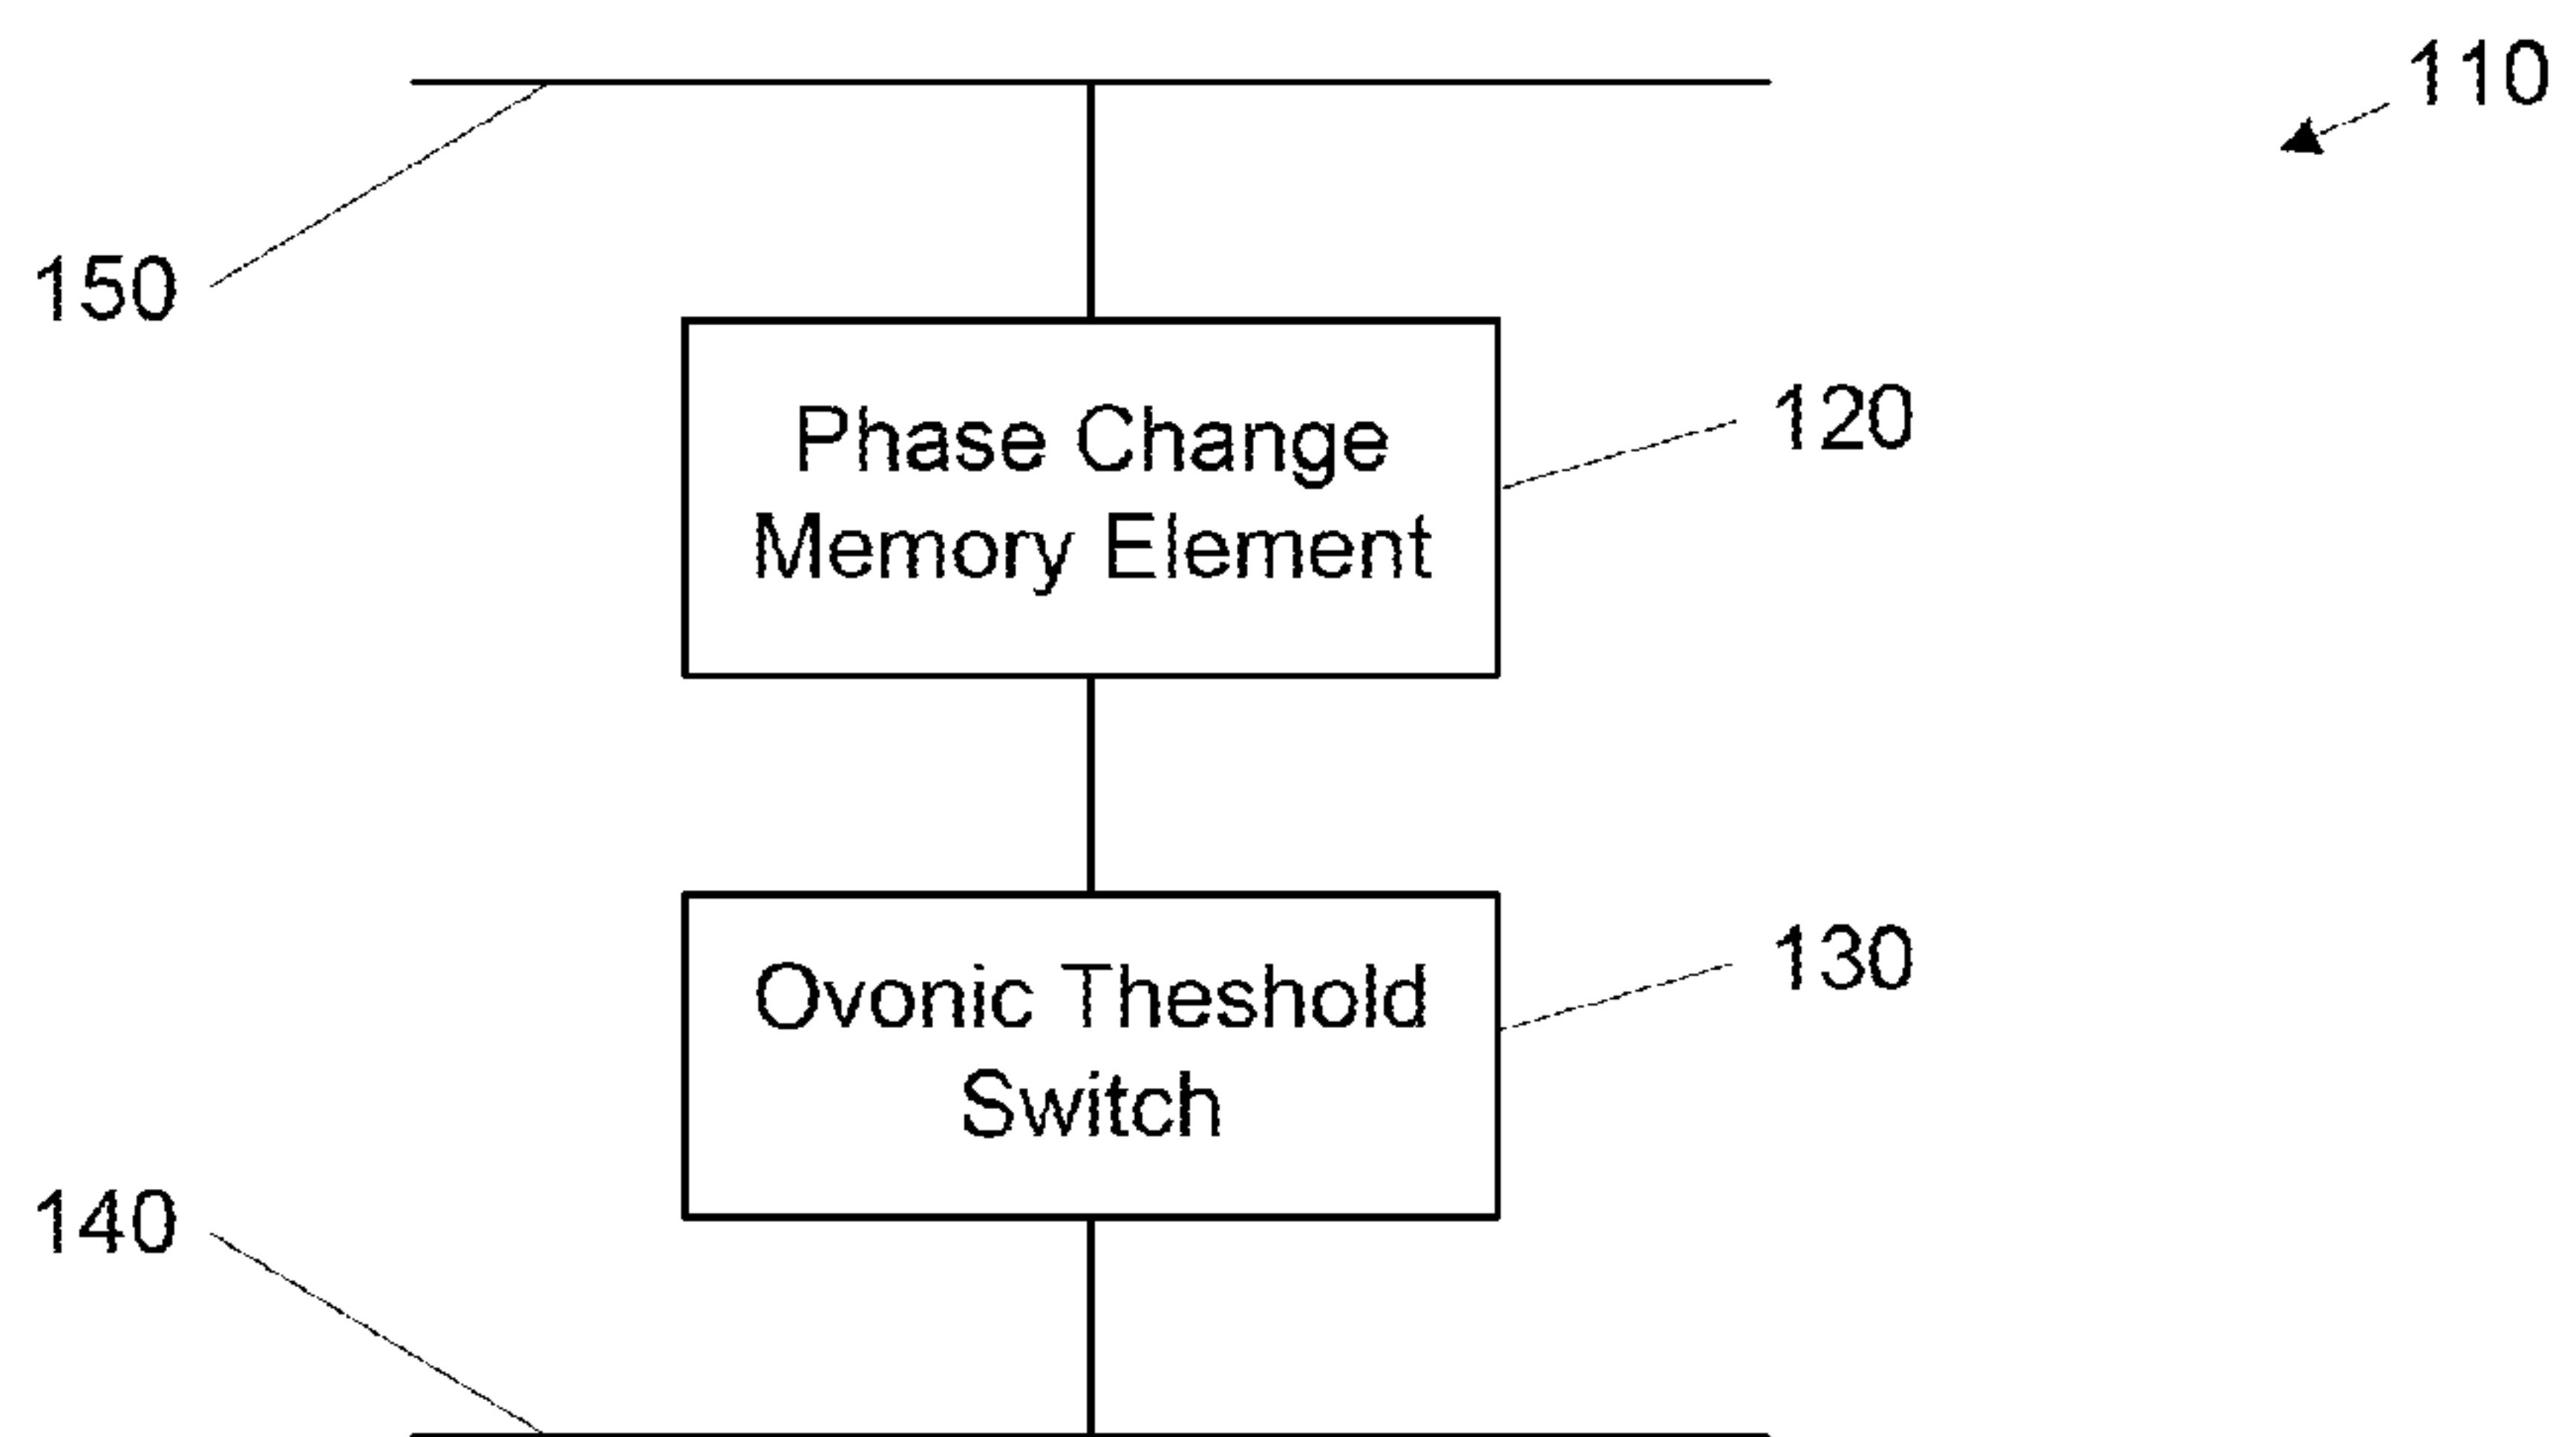 110
150
Phase Change
Memory Element
120
Ovonic Theshold
Switch
130
140